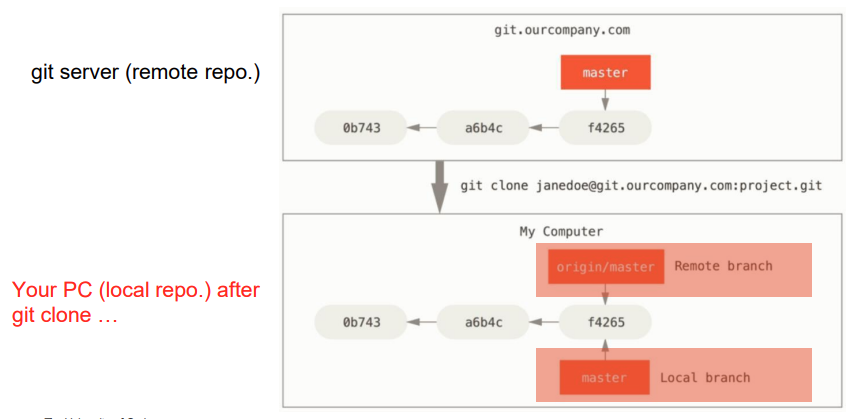 git.ourcompany.com
git server (remote repo.)
master
0b743 a6b4c f4265
git clone janedoe@git.ourcompany.com:project.git
My Computer
origin/master Remote branch
Your PC (local repo.) after
git clone …
0b743 a6b4c f4265
master Local branch